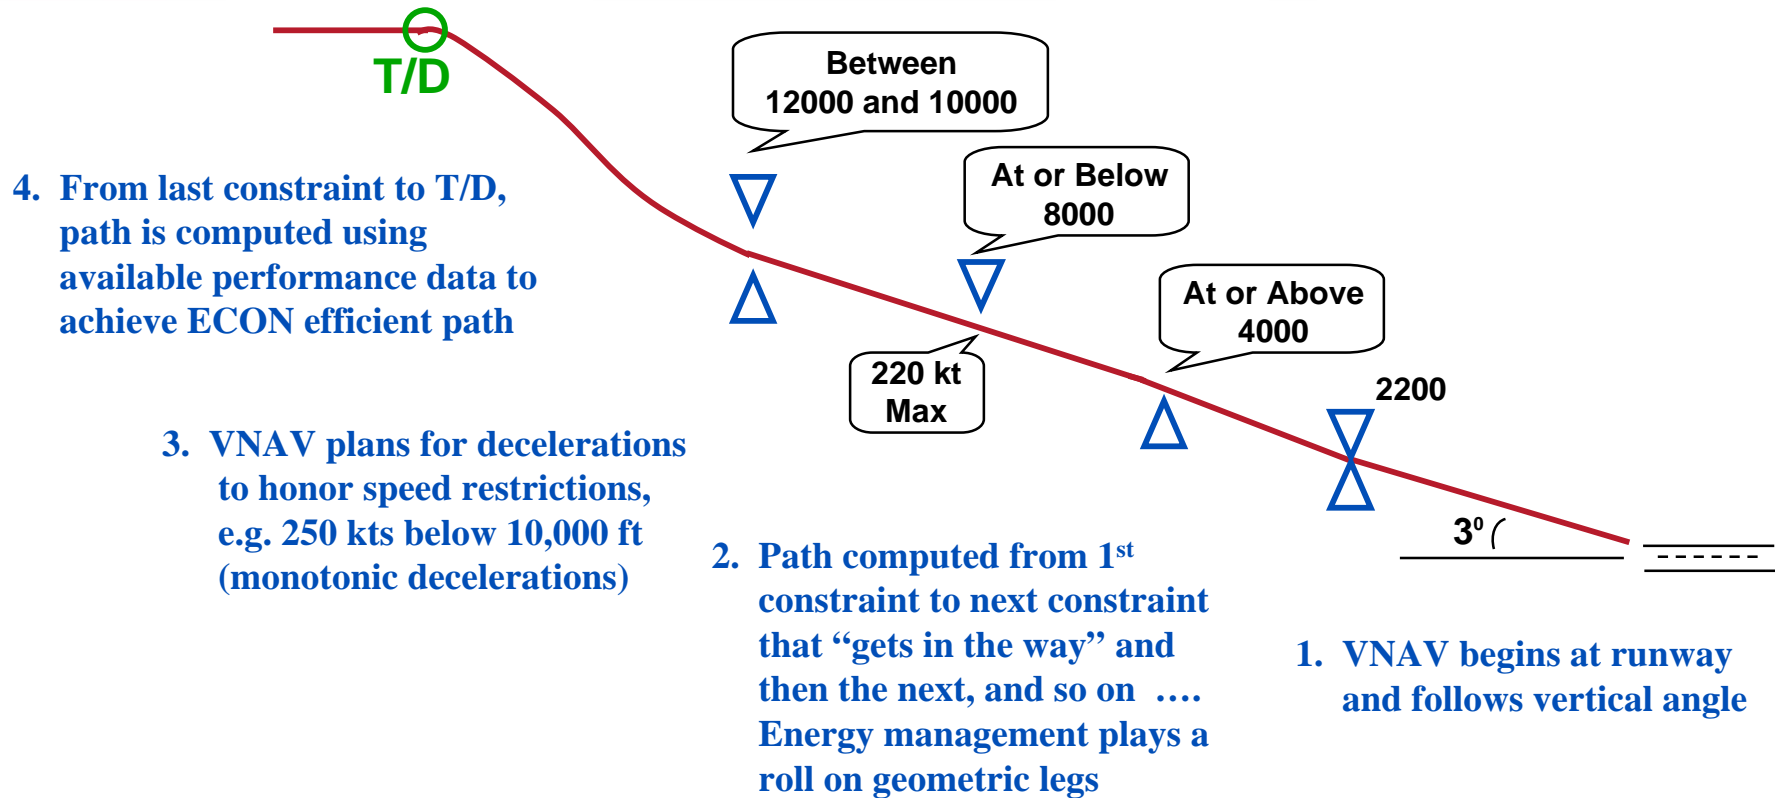 T/D
Between
12000 and 10000
At or Below
8000
At or Above
4000
220 kt
Max
2200
3⁰
4. From last constraint to T/D,
path is computed using
available performance data to
achieve ECON efficient path
3. VNAV plans for decelerations
to honor speed restrictions,
e.g. 250 kts below 10,000 ft
(monotonic decelerations)
2. Path computed from 1st
constraint to next constraint
that “gets in the way” and
then the next, and so on ….
Energy management plays a
roll on geometric legs
1. VNAV begins at runway
and follows vertical angle